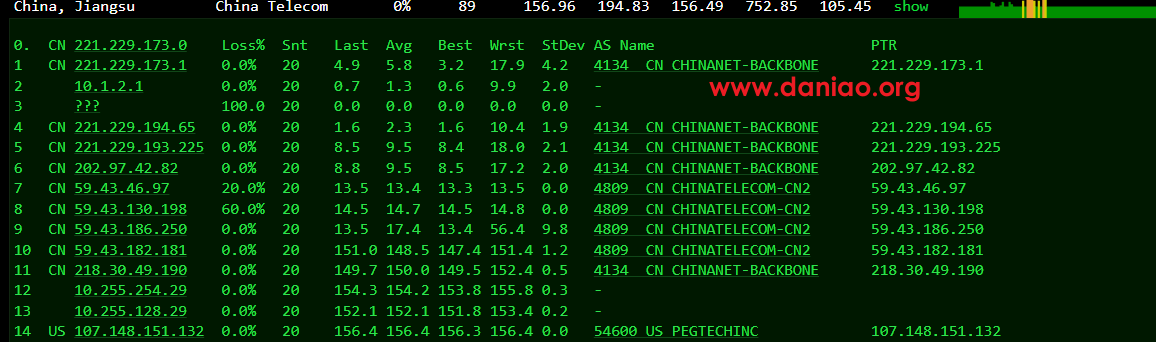 China, Jiangsu China Telecom 0% 89 156.96 194.83 156.49 752.85 105.45 show
0. CN 221.229.173.0 Loss% Snt Last Avg Best Wrst StDev AS Name PTR
1 CN 221.229.173.1 0.0% 20 4.9 5.8 3.2 17.9 4.2 4134 CN CHINANET-BACKBONE 221.229.173.1
2 10.1.2.1 0.0% 20 0.7 1.3 0.6 9.9 2.0 -
www.daniao.org
3 ??? 100.0 20 0.0 0.0 0.0 0.0 0.0 -
4 CN 221.229.194.65 0.0% 20 1.6 2.3 1.6 10.4 1.9 4134 CN CHINANET-BACKBONE 221.229.194.65
5 CN 221.229.193.225 0.0% 20 8.5 9.5 8.4 18.0 2.1 4134 CN CHINANET-BACKBONE 221.229.193.225
6 CN 202.97.42.82 0.0% 20 8.8 9.5 8.5 17.2 2.0 4134 CN CHINANET-BACKBONE 202.97.42.82
7 CN 59.43.46.97 20.0% 20 13.5 13.4 13.3 13.5 0.0 4809 CN CHINATELECOM-CN2 59.43.46.97
8 CN 59.43.130.198 60.0% 20 14.5 14.7 14.5 14.8 0.0 4809 CN CHINATELECOM-CN2 59.43.130.198
9 CN 59.43.186.250 0.0% 20 13.5 17.4 13.4 56.4 9.8 4809 CN CHINATELECOM-CN2 59.43.186.250
10 CN 59.43.182.181 0.0% 20 151.0 148.5 147.4 151.4 1.2 4809 CN CHINATELECOM-CN2 59.43.182.181
11 CN 218.30.49.190 0.0% 20 149.7 150.0 149.5 152.4 0.5 4134 CN CHINANET-BACKBONE 218.30.49.190
12 10.255.254.29 0.0% 20 154.3 154.2 153.8 155.8 0.3 -
13 10.255.128.29 0.0% 20 152.1 152.1 151.8 153.4 0.2 -
14 US 107.148.151.132 0.0% 20 156.4 156.4 156.3 156.4 0.0 54600 US PEGTECHINC 107.148.151.132